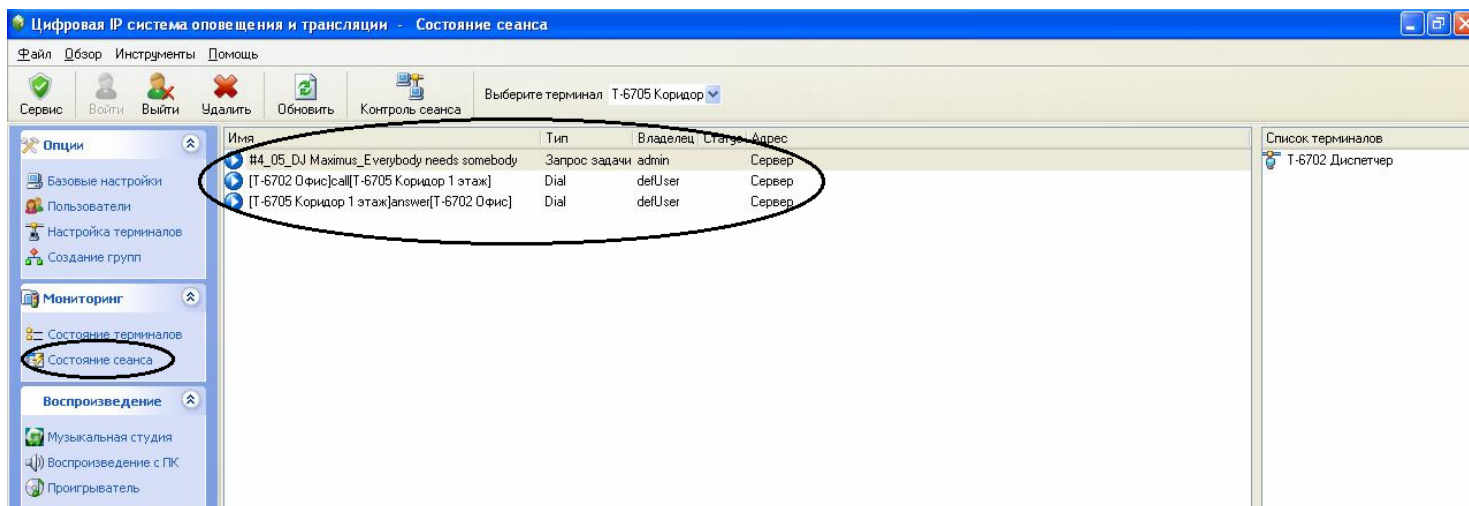 Цифровая IP система оповещения и трансляции - Состояние сеанса
Файл Обзор Инструменты Помощь
Сервис Войти Выйти Удалить Обновить Контроль сеанса Выберите терминал Т-6705 Коридор
Опции
Базовые настройки
Пользователи
Настройка терминалов
Создание групп
Мониторинг
Состояние терминалов
Состояние сеанса
Воспроизведение
Музыкальная студия
Воспроизведение с ПК
Проигрыватель
Имя Тип Владелец Адрес
#4_05_DJ Maximus_Everybody needs somebody Запрос задачи admin Сервер
[Т-6702 Офис]call[Т-6705 Коридор 1 этаж] Dial defUser Сервер
[Т-6705 Коридор 1 этаж]answer[Т-6702 Офис] Dial defUser Сервер
Список терминалов
Т-6702 Диспетчер